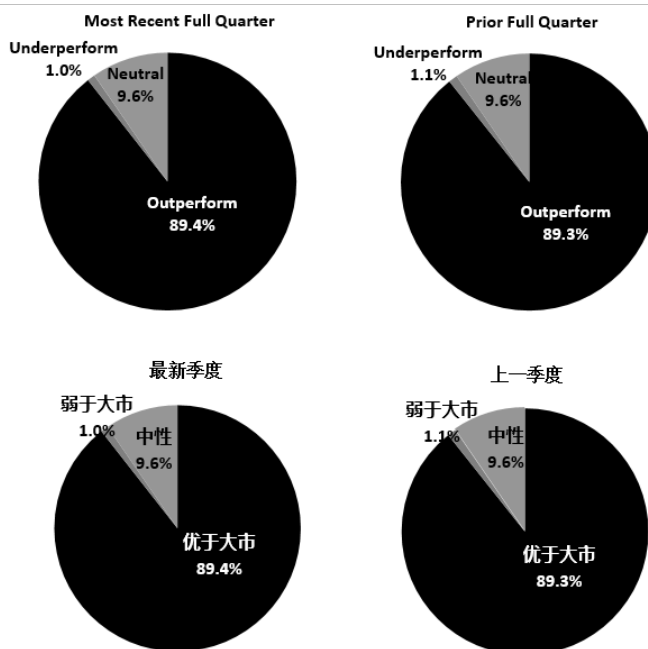 Most Recent Full Quarter
Underperform
1.0%
Neutral
9.6%
Outperform
89.4%
Prior Full Quarter
Underperform
1.1%
Neutral
9.6%
Outperform
89.3%
最新季度
弱于大市
1.0%
中性
9.6%
优于大市
89.4%
上一季度
弱于大市
1.1%
中性
9.6%
优于大市
89.3%